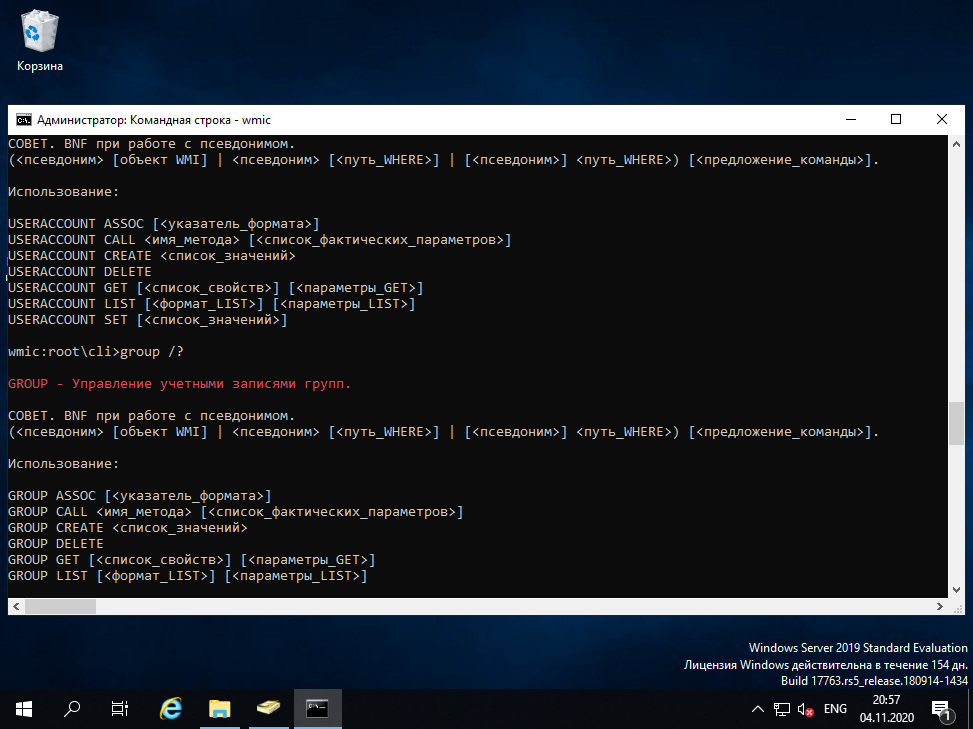 Корзина
Администратор: Командная строка - wmic
СОВЕТ. BNF при работе с псевдонимом.
(<псевдоним> [объект WMI] | <псевдоним> [<путь_WHERE>] | [<псевдоним>] <путь_WHERE>) [<предложение_команды>].
Использование:
USERACCOUNT ASSOC [<указатель_формата>]
USERACCOUNT CALL <имя_метода> [<список_фактических_параметров>]
USERACCOUNT CREATE <список_значений>
USERACCOUNT DELETE
USERACCOUNT GET [<список_свойств>] [<параметры_GET>]
USERACCOUNT LIST [<формат_LIST>] [<параметры_LIST>]
USERACCOUNT SET [<список_значений>]
wmic:root\cli>group /?
GROUP - Управление учетными записями групп.
СОВЕТ. BNF при работе с псевдонимом.
(<псевдоним> [объект WMI] | <псевдоним> [<путь_WHERE>] | [<псевдоним>] <путь_WHERE>) [<предложение_команды>].
Использование:
GROUP ASSOC [<указатель_формата>]
GROUP CALL <имя_метода> [<список_фактических_параметров>]
GROUP CREATE <список_значений>
GROUP DELETE
GROUP GET [<список_свойств>] [<параметры_GET>]
GROUP LIST [<формат_LIST>] [<параметры_LIST>]
Windows Server 2019 Standard Evaluation
Лицензия Windows действительна в течение 154 дн.
Build 17763.rs5_release.180914-1434
ENG
20:57
04.11.2020
1